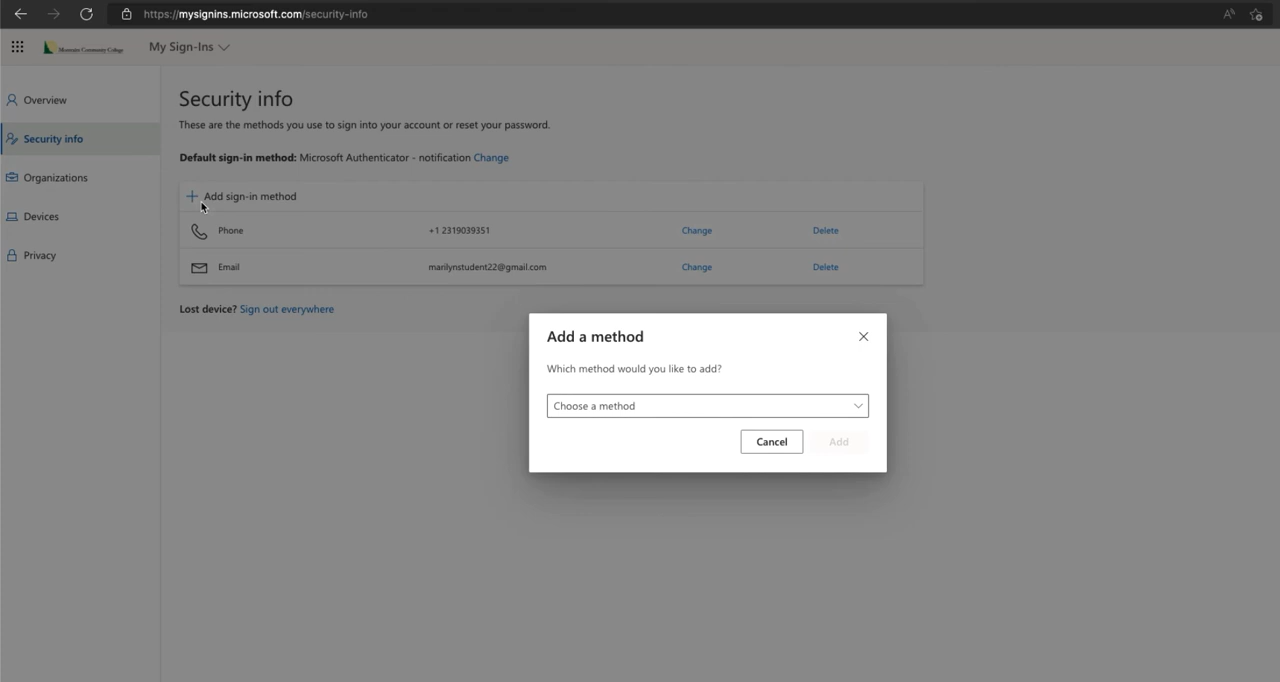 https://mysignins.microsoft.com/security-info
Muskegon Community College
My Sign-Ins
Overview
Security info
Organizations
Devices
Privacy
Security info
These are the methods you use to sign into your account or reset your password.
Default sign-in method: Microsoft Authenticator - notification Change
Add sign-in method
Phone +1 2319039351 Change Delete
Email marilynstudent22@gmail.com Change Delete
Lost device? Sign out everywhere
Add a method
Which method would you like to add?
Choose a method
Cancel Add